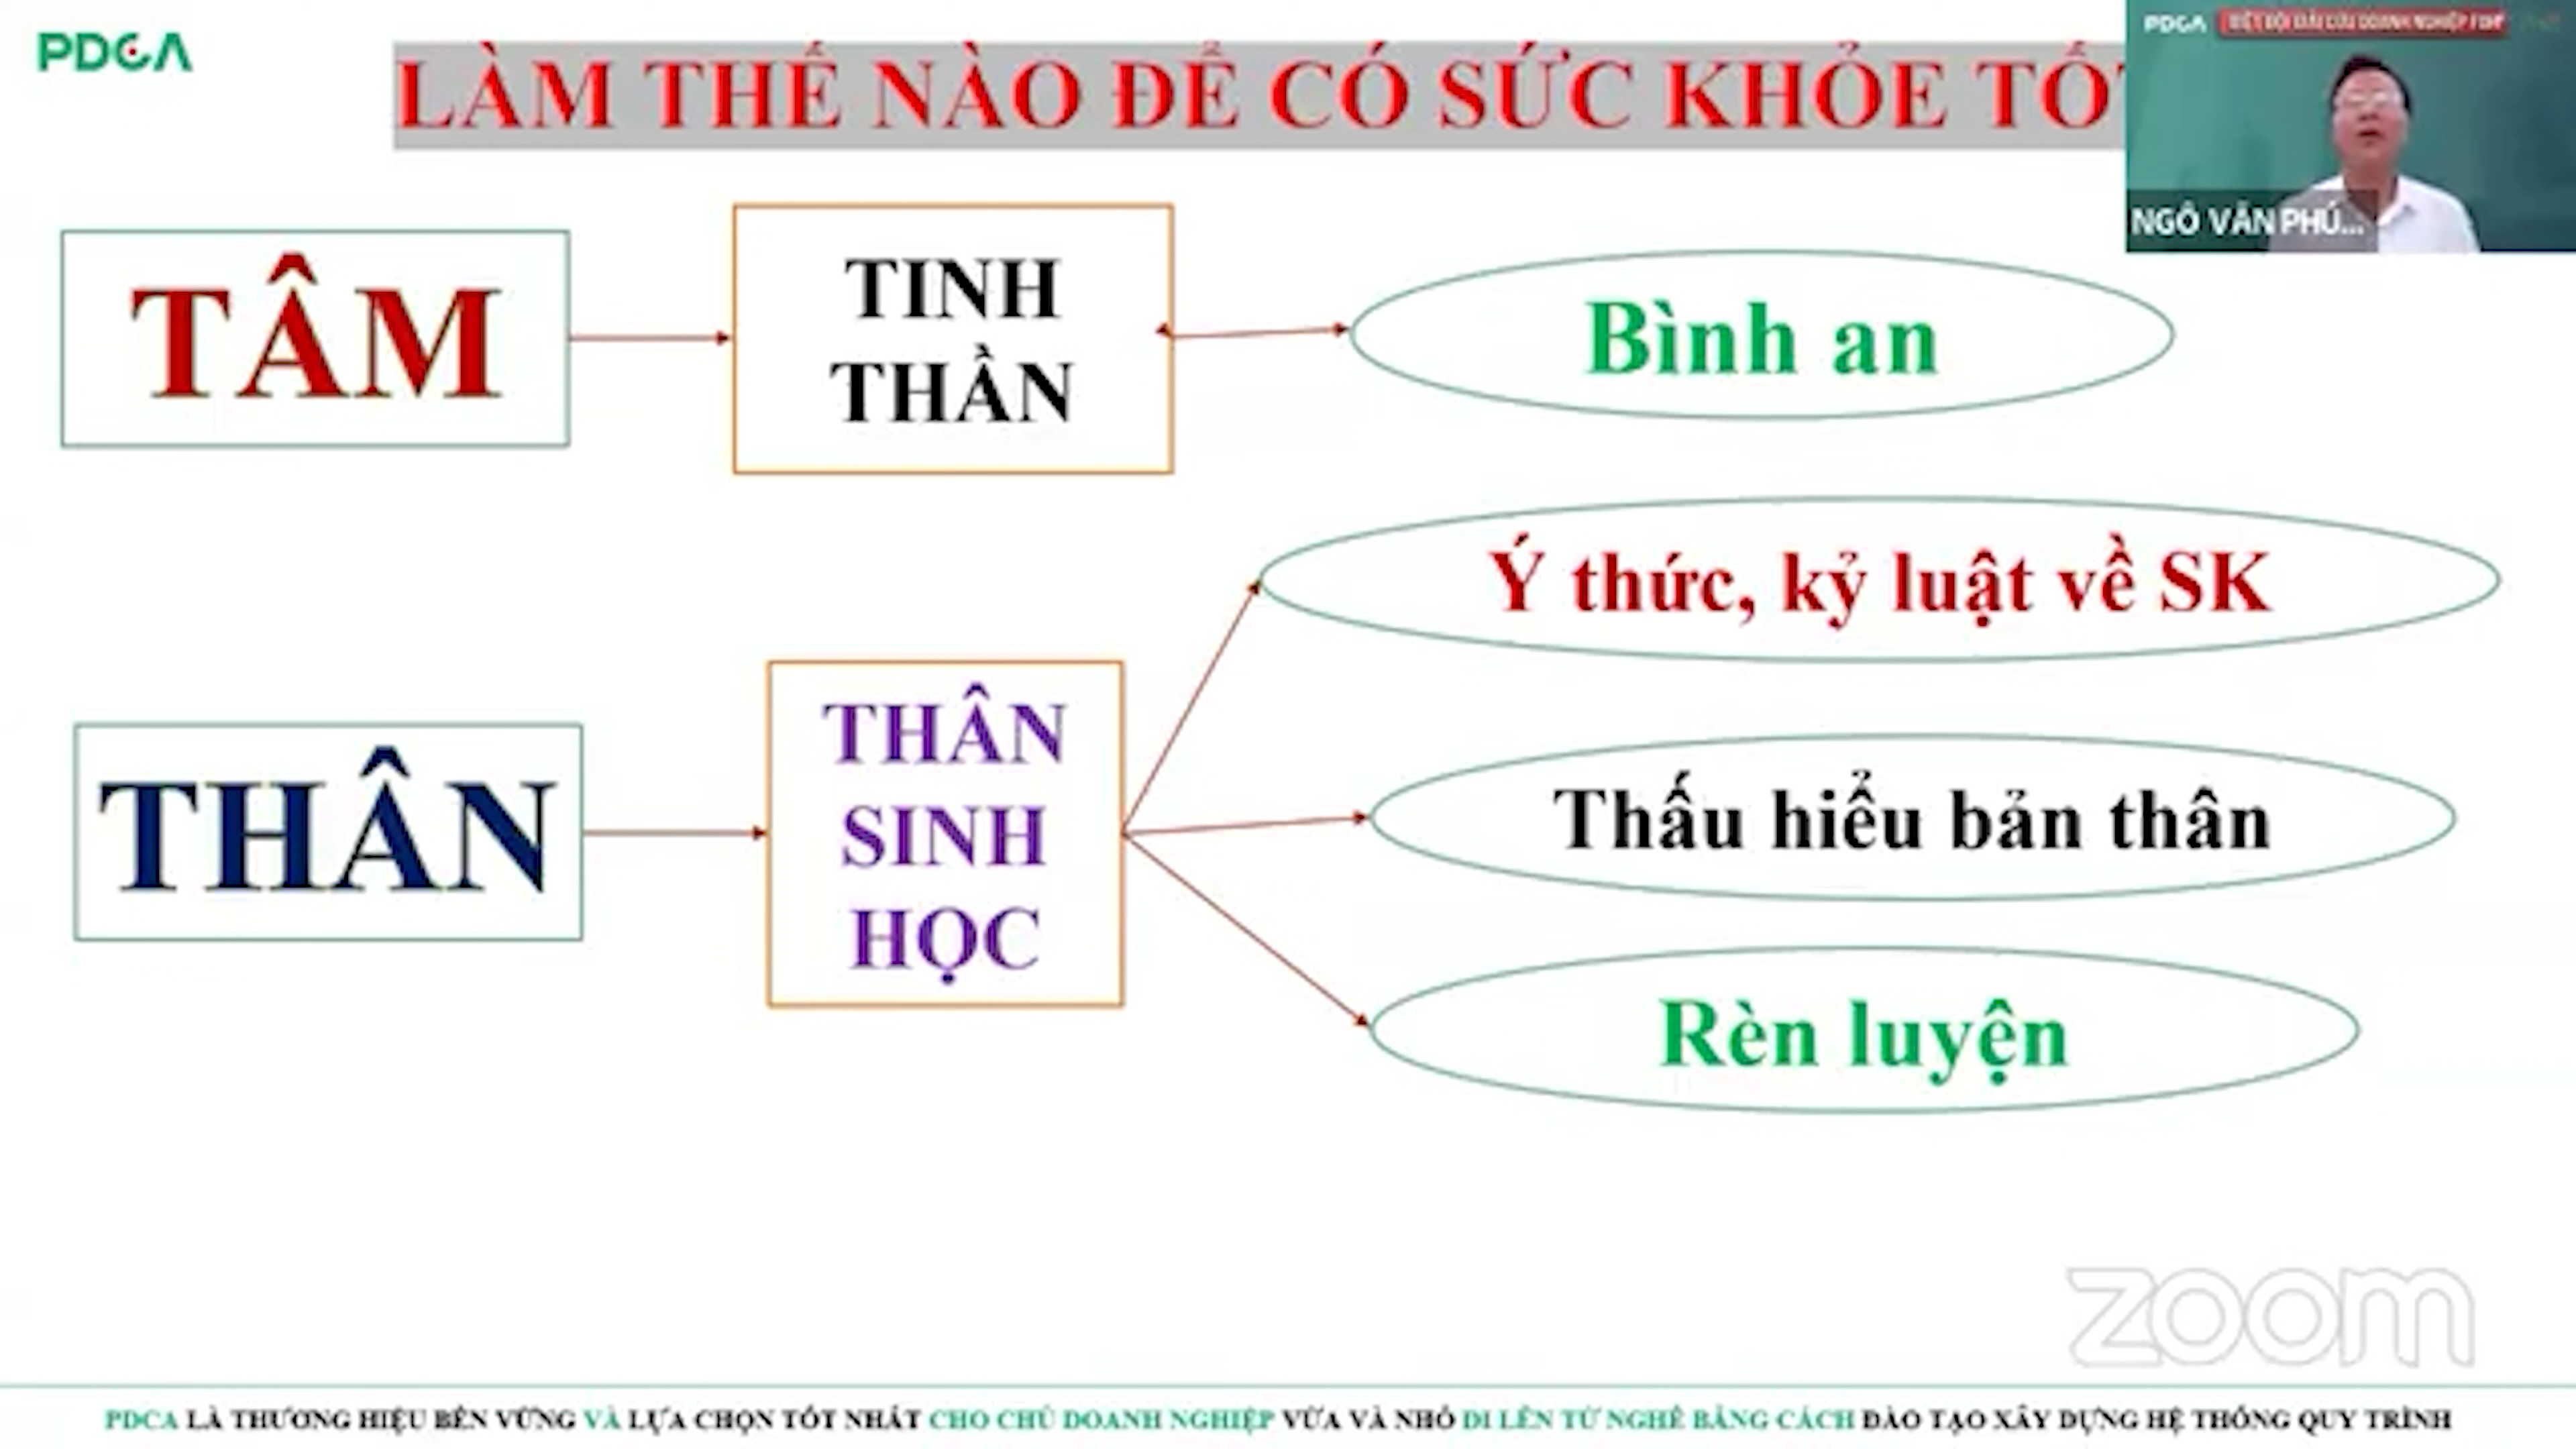 PDCA
LÀM THẾ NÀO ĐỂ CÓ SỨC KHỎE TỐT
PDCA
NGÔ VĂN PHÚ...
TÂM
TINH
THẦN
Bình an
Ý thức, kỷ luật về SK
THÂN
THÂN
SINH
HỌC
Thấu hiểu bản thân
Rèn luyện
zoom
PDCA LÀ THƯƠNG HIỆU BỀN VỮNG VÀ LỰA CHỌN TỐT NHẤT CHO CHỦ DOANH NGHIỆP VỪA VÀ NHỎ ĐI LÊN TỪ NGHỀ BẰNG CÁCH ĐÀO TẠO XÂY DỰNG HỆ THỐNG QUY TRÌNH